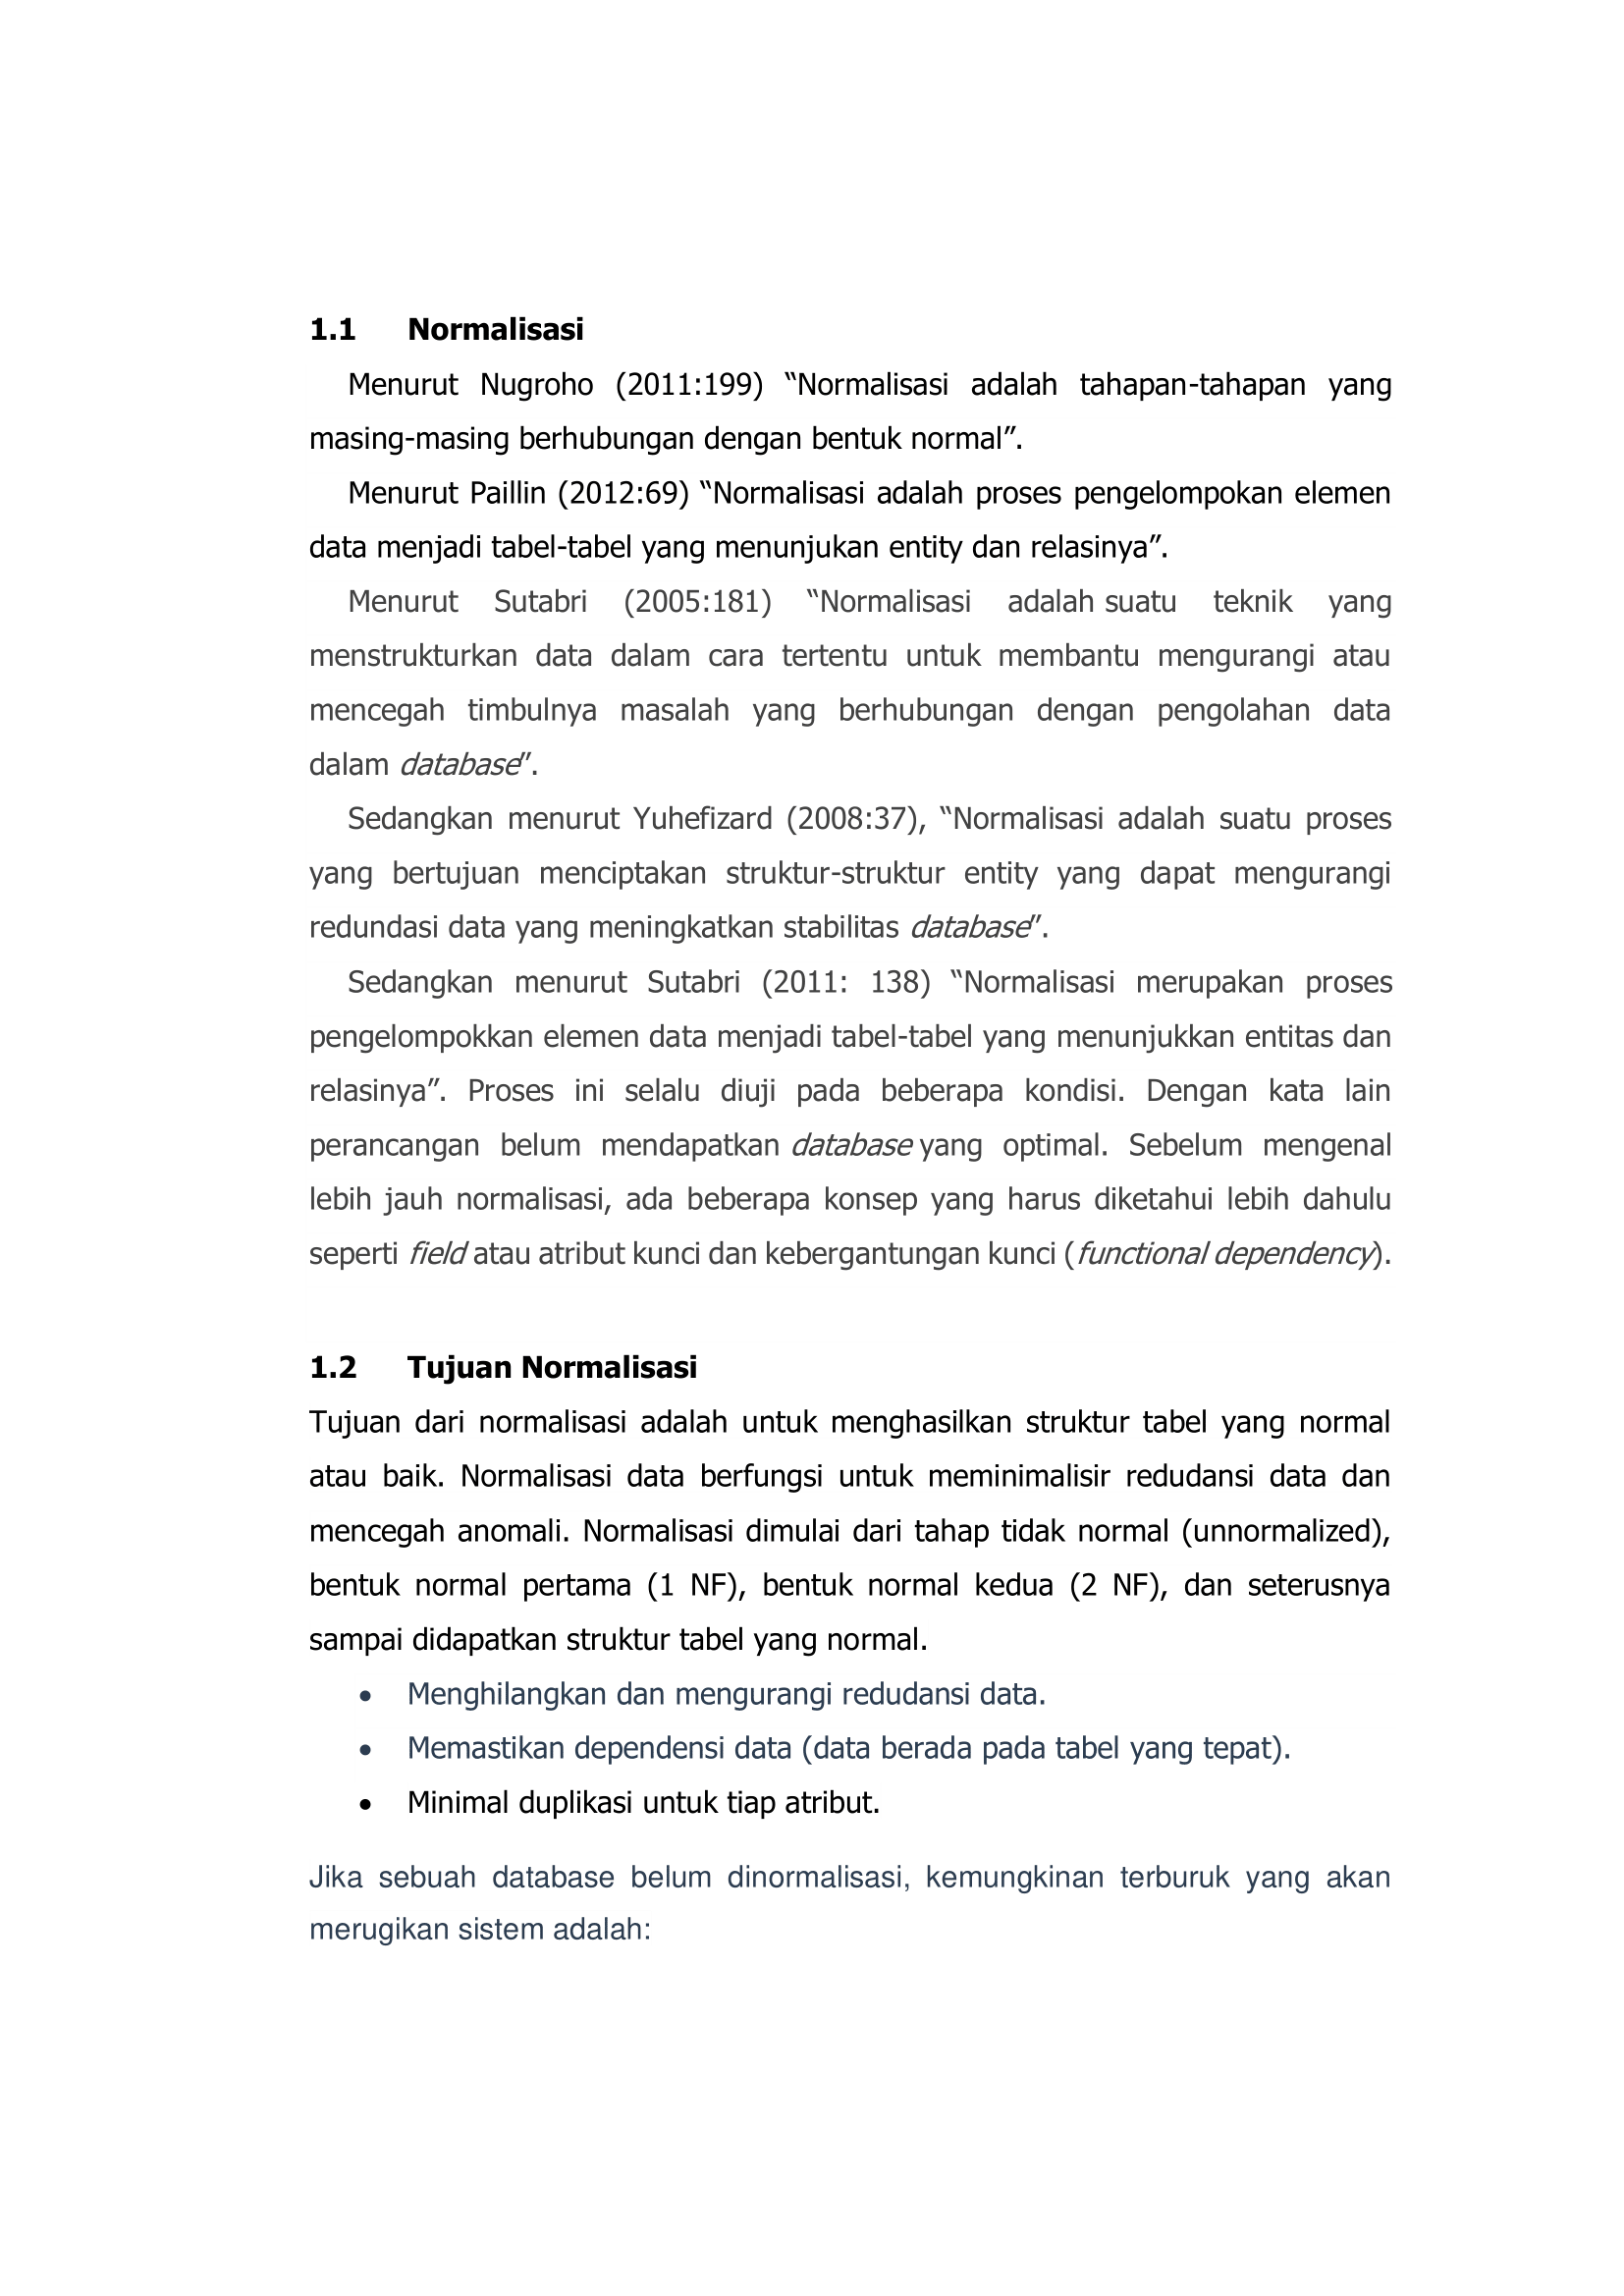 1.1 Normalisasi
Menurut Nugroho (2011:199) “Normalisasi adalah tahapan-tahapan yang
masing-masing berhubungan dengan bentuk normal”.
Menurut Paillin (2012:69) “Normalisasi adalah proses pengelompokan elemen
data menjadi tabel-tabel yang menunjukan entity dan relasinya”.
Menurut Sutabri (2005:181) “Normalisasi adalah suatu teknik yang
menstrukturkan data dalam cara tertentu untuk membantu mengurangi atau
mencegah timbulnya masalah yang berhubungan dengan pengolahan data
dalam database”.
Sedangkan menurut Yuhefizard (2008:37), “Normalisasi adalah suatu proses
yang bertujuan menciptakan struktur-struktur entity yang dapat mengurangi
redundasi data yang meningkatkan stabilitas database”.
Sedangkan menurut Sutabri (2011: 138) “Normalisasi merupakan proses
pengelompokkan elemen data menjadi tabel-tabel yang menunjukkan entitas dan
relasinya”. Proses ini selalu diuji pada beberapa kondisi. Dengan kata lain
perancangan belum mendapatkan database yang optimal. Sebelum mengenal
lebih jauh normalisasi, ada beberapa konsep yang harus diketahui lebih dahulu
seperti field atau atribut kunci dan kebergantungan kunci (functional dependency).
1.2 Tujuan Normalisasi
Tujuan dari normalisasi adalah untuk menghasilkan struktur tabel yang normal
atau baik. Normalisasi data berfungsi untuk meminimalisir redudansi data dan
mencegah anomali. Normalisasi dimulai dari tahap tidak normal (unnormalized),
bentuk normal pertama (1 NF), bentuk normal kedua (2 NF), dan seterusnya
sampai didapatkan struktur tabel yang normal.
• Menghilangkan dan mengurangi redudansi data.
• Memastikan dependensi data (data berada pada tabel yang tepat).
• Minimal duplikasi untuk tiap atribut.
Jika sebuah database belum dinormalisasi, kemungkinan terburuk yang akan
merugikan sistem adalah: